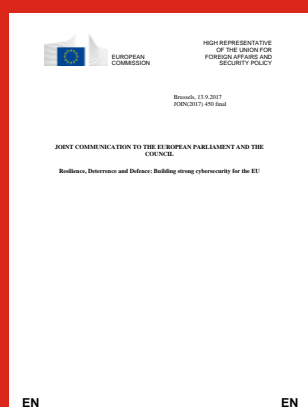 EUROPEAN
COMMISSION
HIGH REPRESENTATIVE
OF THE UNION FOR
FOREIGN AFFAIRS AND
SECURITY POLICY
Brussels, 13.9.2017
JOIN(2017) 450 final
JOINT COMMUNICATION TO THE EUROPEAN PARLIAMENT AND THE
COUNCIL
Resilience, Deterrence and Defence: Building strong cybersecurity for the EU
EN EN